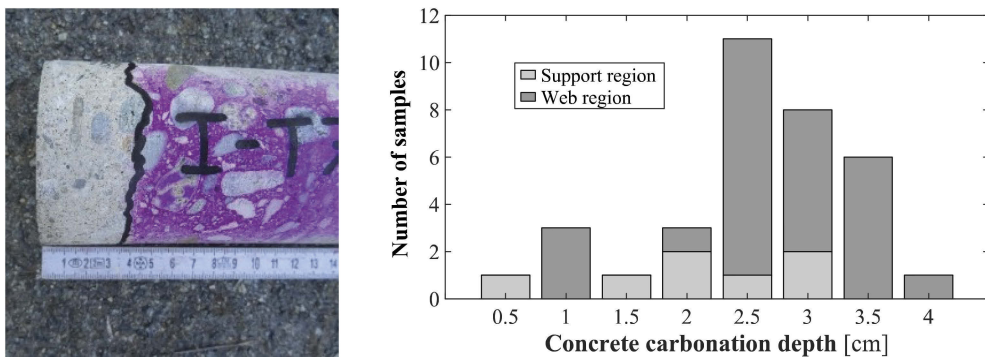 I-T
1 2 3 4 5 6 7 8 9 10 11 12 13 14
12
10
8
6
4
2
0
Number of samples
Support region
Web region
0.5 1 1.5 2 2.5 3 3.5 4
Concrete carbonation depth [cm]